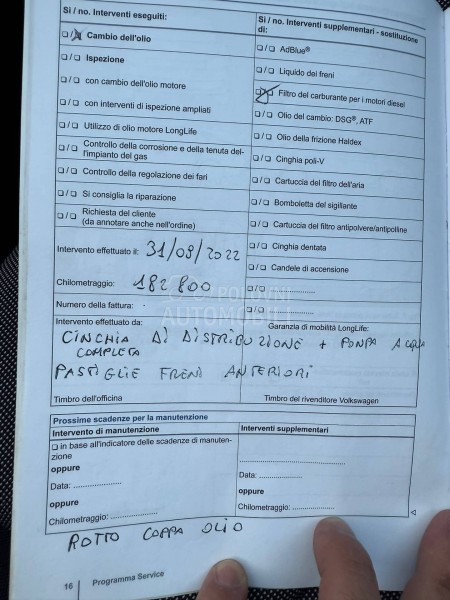 Si / no. Interventi eseguiti:
Cambio dell'olio
Ispezione
con cambio dell'olio motore
con interventi di ispezione ampliati
Utilizzo di olio motore LongLife
Controllo della corrosione e della tenuta del-
l'impianto del gas
Controllo della regolazione dei fari
Si consiglia la riparazione
Richiesta del cliente
(da annotare anche nell'ordine)
Si / no. Interventi supplementari - sostituzione
di:
AdBlue®
Liquido dei freni
Filtro del carburante per i motori diesel
Olio del cambio: DSG®, ATF
Olio della frizione Haldex
Cinghia poli-V
Cartuccia del filtro dell'aria
Bomboletta del sigillante
Cartuccia del filtro antipolvere/antipolline
Cinghia dentata
Candele di accensione
Intervento effettuato il: 31/08/2022
Chilometraggio: 182 800
Numero della fattura: -
POLOVNI
AUTOMOBILI
Intervento effettuato da:
Garanzia di mobilità LongLife:
CINCHIA DI DISTRIBUZIONE + PONPA ACQUA
COMPLETA
PASTIGLIE FRENI ANTERIORI
Timbro dell'officina
Timbro del rivenditore Volkswagen
Prossime scadenze per la manutenzione
Intervento di manutenzione
in base all'indicatore delle scadenze di manuten-
zione
oppure
Data: ......................
oppure
Chilometraggio: ......................
Interventi supplementari
Data: ......................
oppure
Chilometraggio: ......................
ROTTO COPPA OLIO
16 Programma Service